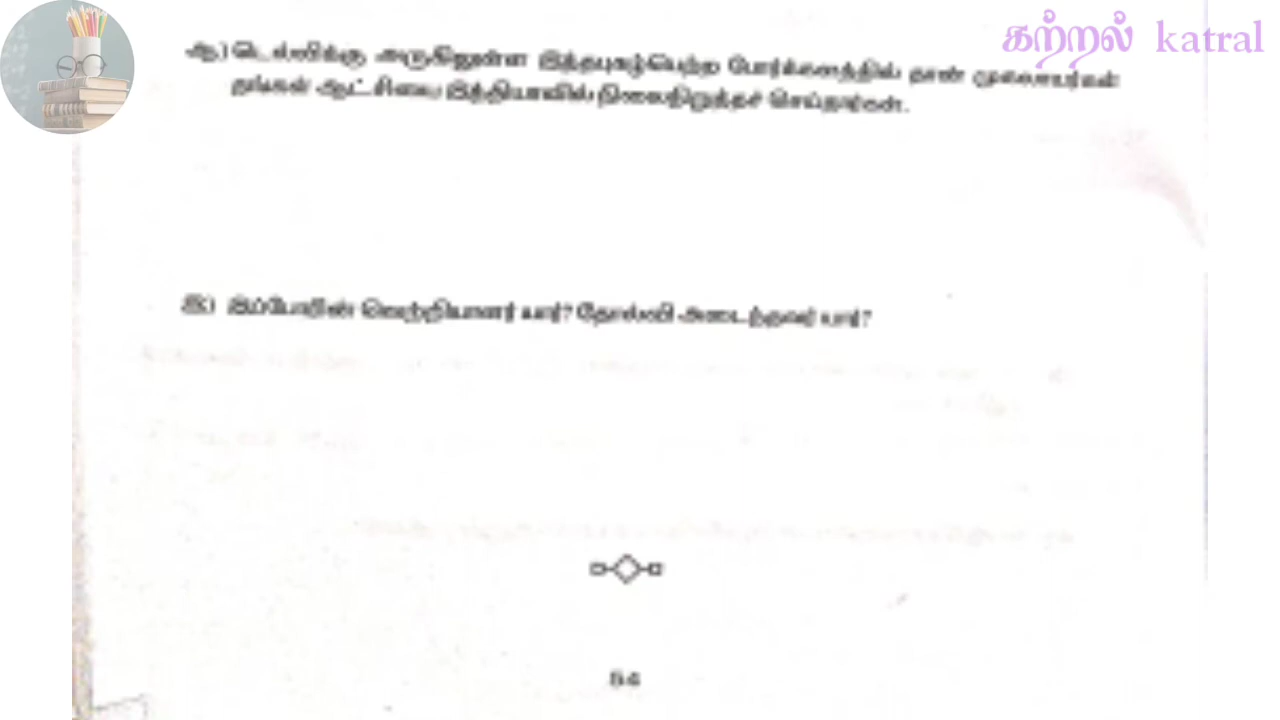 கற்றல் katral
ஆ) டெல்லிக்கு அருகிலுள்ள இந்தபுகழ்பெற்ற போர்க்களத்தில் தான் முகலாயர்கள்
தங்கள் ஆட்சியை இந்தியாவில் நிலைநிறுத்தச் செய்தார்கள்.
இ) இப்போரின் வெற்றியாளர் யார்? தோல்வி அடைந்தவர் யார்?
54